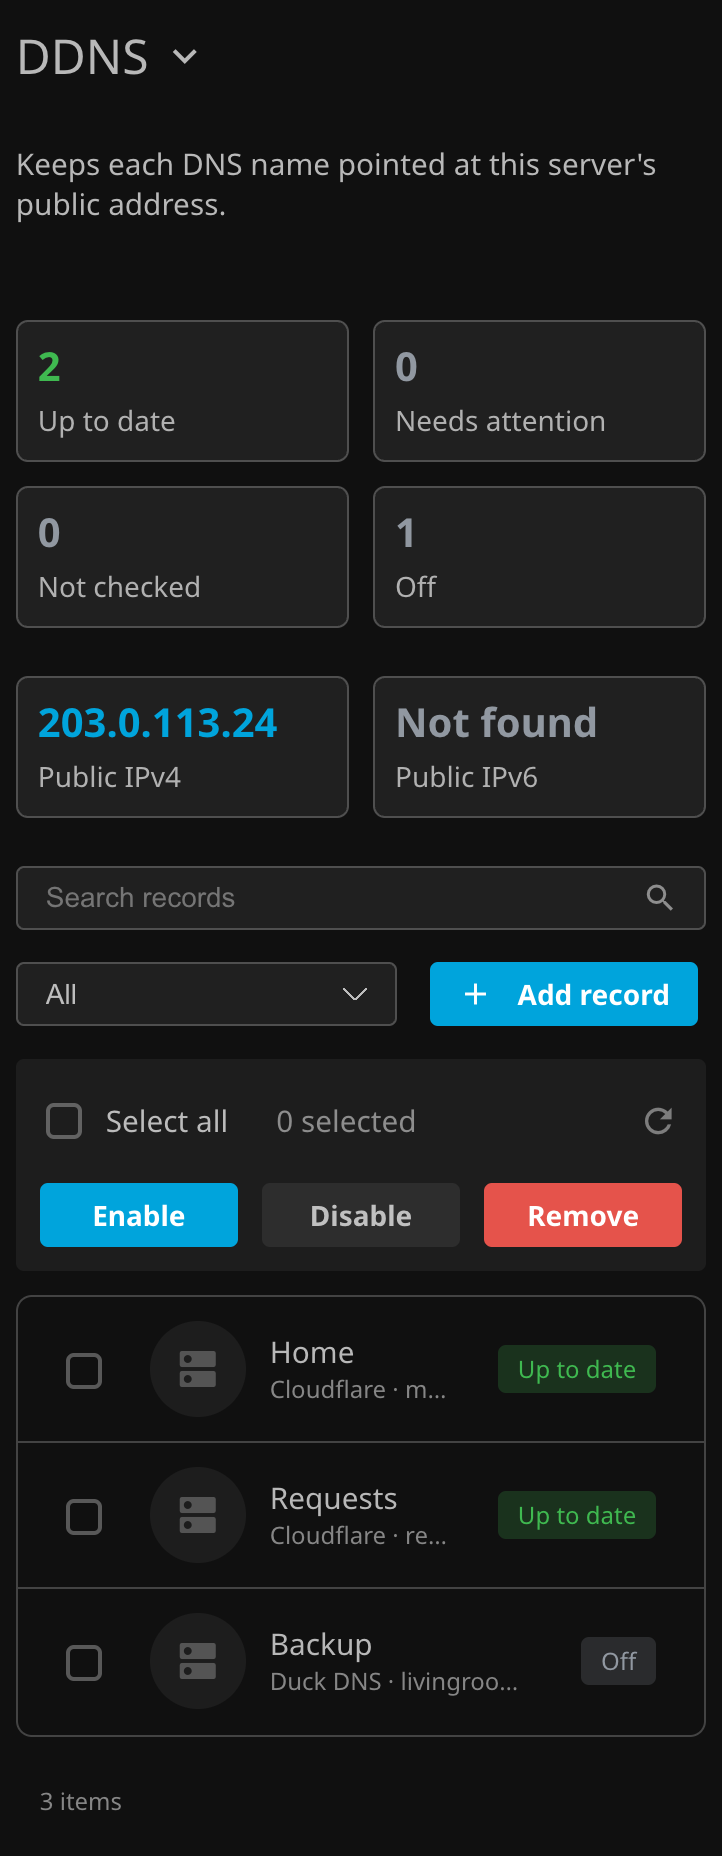 DDNS
Keeps each DNS name pointed at this server's
public address.
2
Up to date
0
Needs attention
0
Not checked
1
Off
203.0.113.24
Public IPv4
Not found
Public IPv6
Search records
All
Add record
Select all
0 selected
Enable
Disable
Remove
Home
Cloudflare · m...
Up to date
Requests
Cloudflare · re...
Up to date
Backup
Duck DNS · livingroo...
Off
3 items